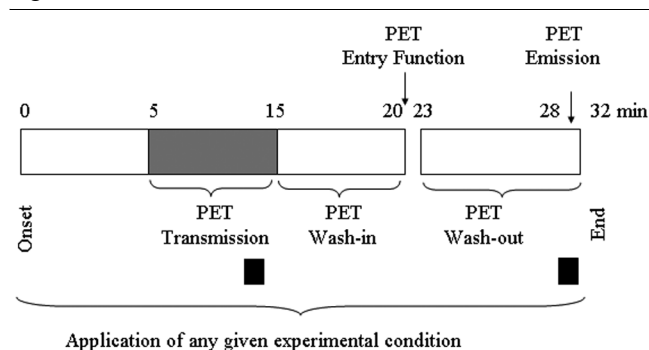 PET
Entry Function
PET
Emission
0
5
15
20
23
28
32 min
PET
Transmission
PET
Wash-in
PET
Wash-out
Onset
End
Application of any given experimental condition